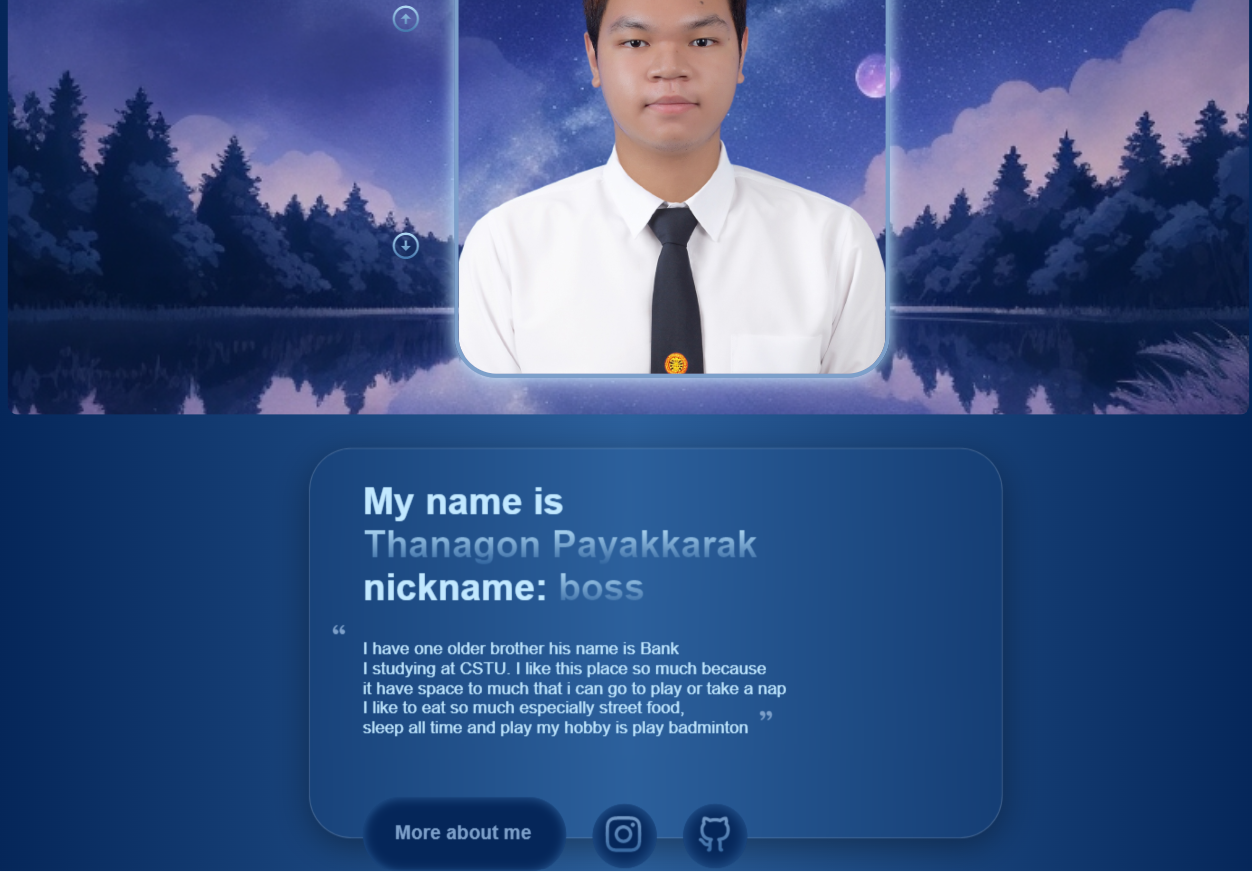 My name is
Thanagon Payakkarak
nickname: boss
“
I have one older brother his name is Bank
I studying at CSTU. I like this place so much because
it have space to much that i can go to play or take a nap
I like to eat so much especially street food,
sleep all time and play my hobby is play badminton ”
More about me